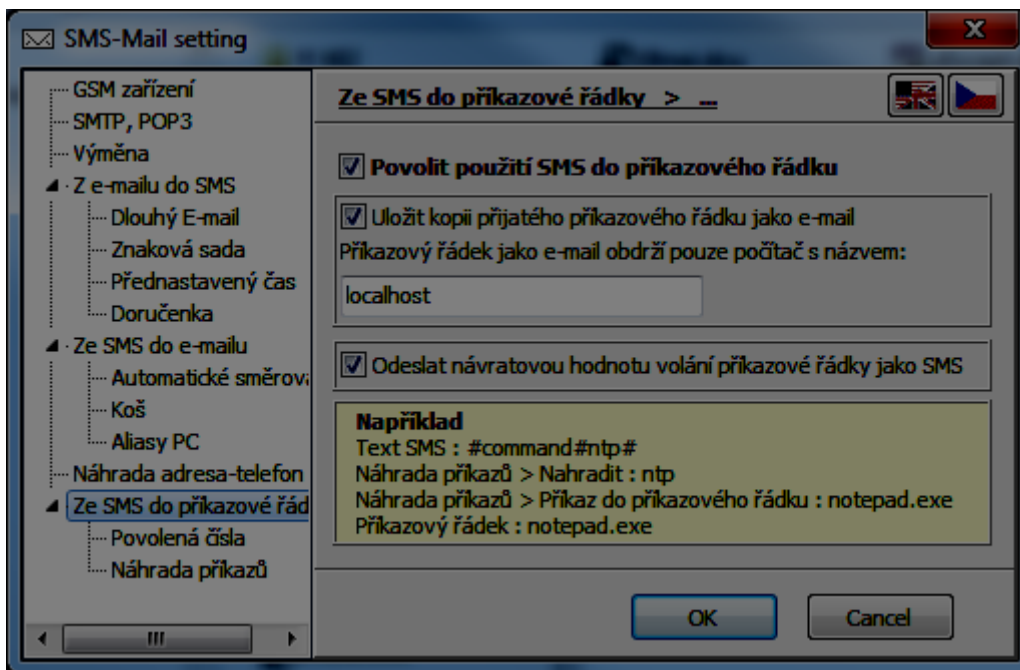 SMS-Mail setting
GSM zařízení
SMTP, POP3
Výměna
Z e-mailu do SMS
Dlouhý E-mail
Znaková sada
Přednastavený čas
Doručenka
Ze SMS do e-mailu
Automatické směrov
Koš
Aliasy PC
Náhrada adresa-telefon
Ze SMS do příkazové řád
Povolená čísla
Náhrada příkazů
Ze SMS do příkazové řádky > ...
Povolit použití SMS do příkazového řádku
Uložit kopii přijatého příkazového řádku jako e-mail
Příkazový řádek jako e-mail obdrží pouze počítač s názvem:
localhost
Odeslat návratovou hodnotu volání příkazové řádky jako SMS
Například
Text SMS : #command#ntp#
Náhrada příkazů > Nahradit : ntp
Náhrada příkazů > Příkaz do příkazového řádku : notepad.exe
Příkazový řádek : notepad.exe
OK
Cancel